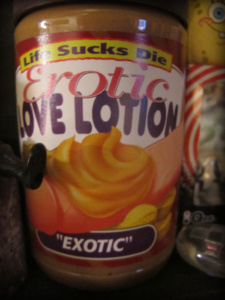 Life Sucks Die
Erotic
LOVE LOTION
"EXOTIC"